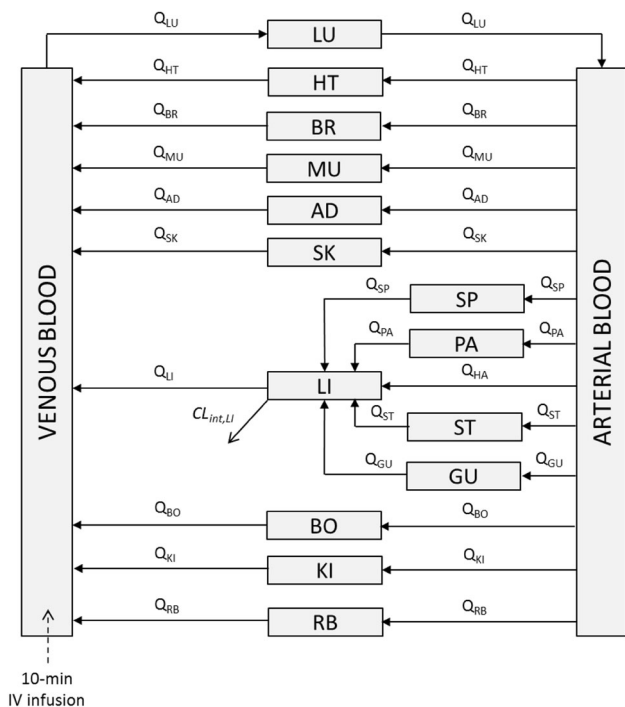 Q_LU LU Q_LU
Q_HT HT Q_HT
Q_BR BR Q_BR
Q_MU MU Q_MU
Q_AD AD Q_AD
Q_SK SK Q_SK
Q_SP SP Q_SP
Q_PA PA Q_PA
Q_LI LI Q_HA
CL_int,LI
Q_ST ST Q_ST
Q_GU GU Q_GU
Q_BO BO Q_BO
Q_KI KI Q_KI
Q_RB RB Q_RB
VENOUS BLOOD
ARTERIAL BLOOD
10-min
IV infusion